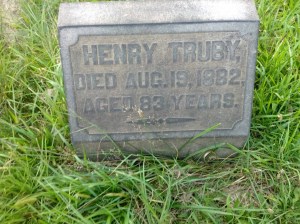 HENRY TRUBY,
DIED AUG. 19, 1882,
AGED 83 YEARS.